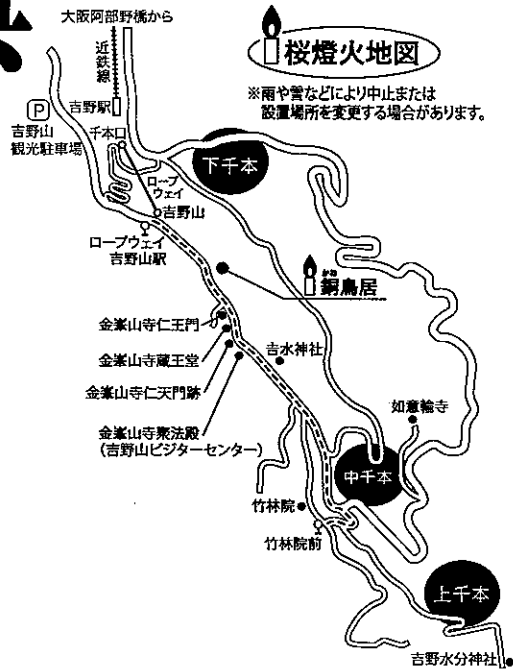 大阪阿部野橋から
桜燈火地図
※雨や雪などにより中止または
設置場所を変更する場合があります。
近鉄線
P
吉野駅
吉野山
観光駐車場
千本口
下千本
ロープ
ウェイ
吉野山
ロープウェイ
吉野山駅
かね
銅鳥居
金峯山寺仁王門
金峯山寺蔵王堂
吉水神社
金峯山寺仁天門跡
如意輪寺
金峯山寺聚法殿
(吉野山ビジターセンター)
中千本
竹林院
竹林院前
上千本
吉野水分神社